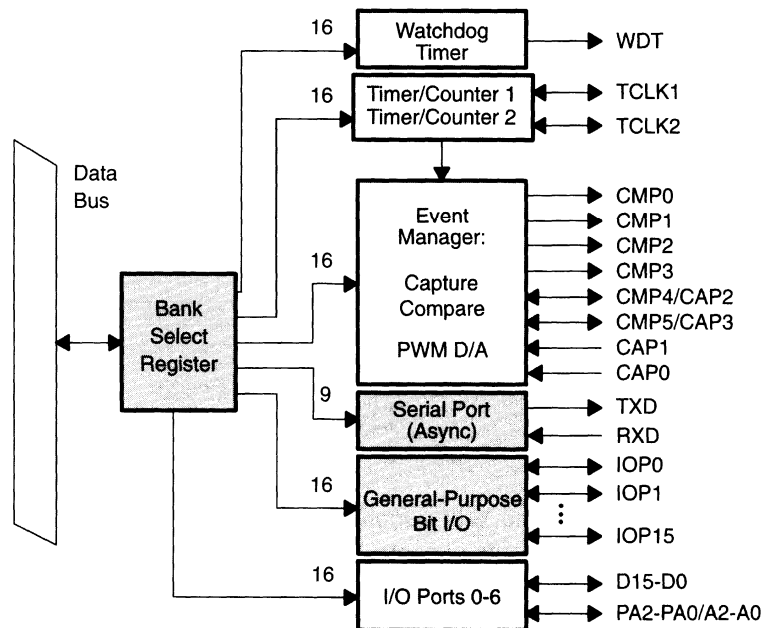 16
Watchdog
Timer
WDT
16
Timer/Counter 1
Timer/Counter 2
TCLK1
TCLK2
Data
Bus
16
Event
Manager:
Capture
Compare
PWM D/A
CMP0
CMP1
CMP2
CMP3
CMP4/CAP2
CMP5/CAP3
CAP1
CAP0
Bank
Select
Register
9
Serial Port
(Async)
TXD
RXD
16
General-Purpose
Bit I/O
IOP0
IOP1
IOP15
16
I/O Ports 0-6
D15-D0
PA2-PA0/A2-A0